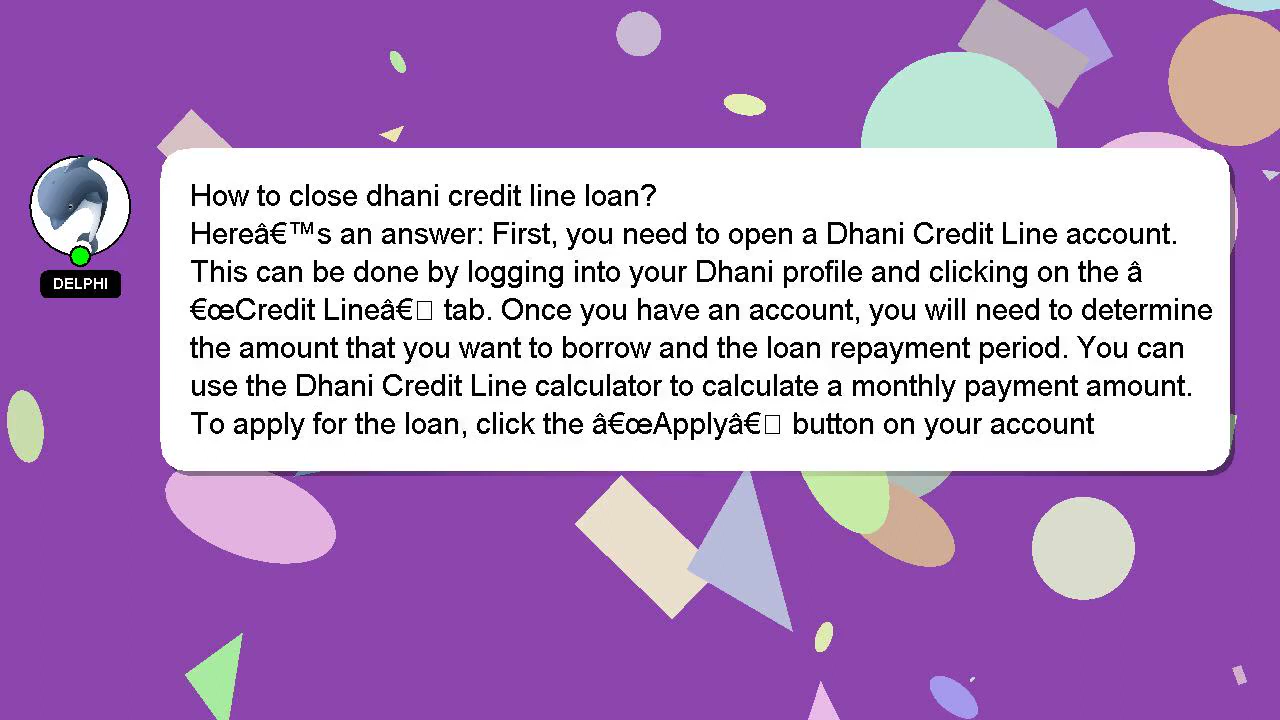 How to close dhani credit line loan?
Hereâ€™s an answer: First, you need to open a Dhani Credit Line account.
This can be done by logging into your Dhani profile and clicking on the â
€œCredit Lineâ€□ tab. Once you have an account, you will need to determine
the amount that you want to borrow and the loan repayment period. You can
use the Dhani Credit Line calculator to calculate a monthly payment amount.
To apply for the loan, click the â€œApplyâ€□ button on your account
DELPHI